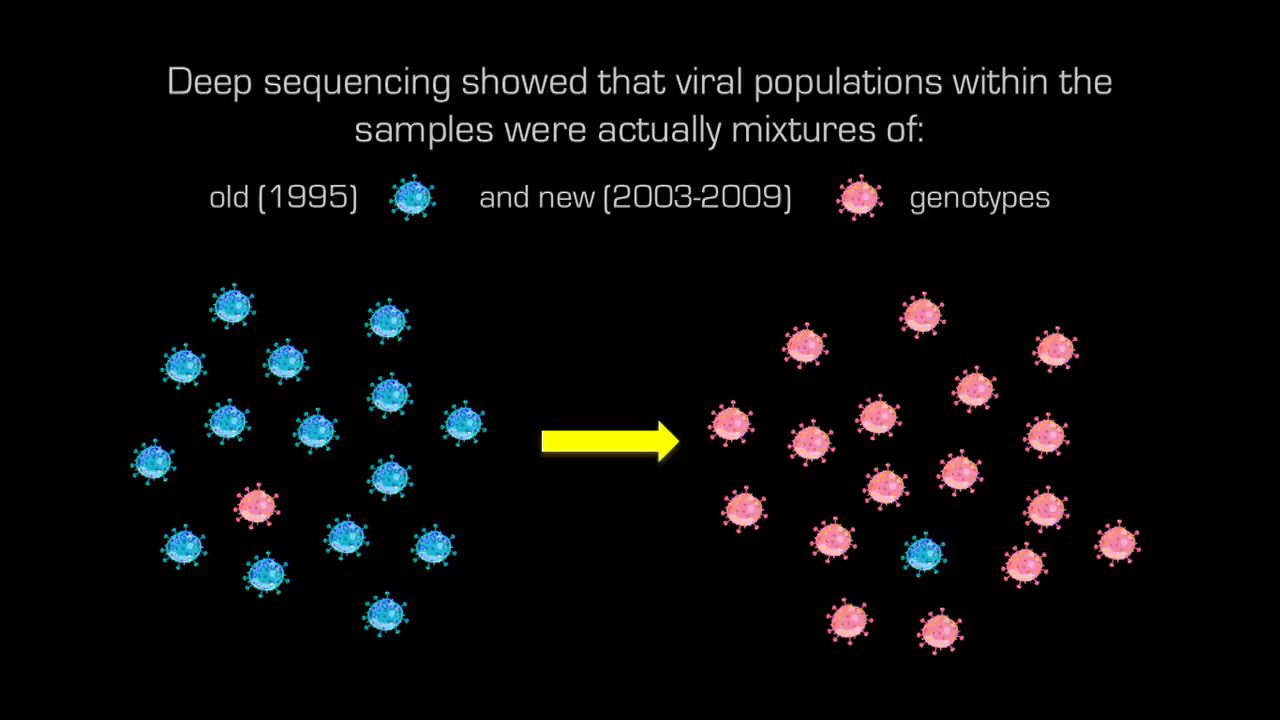 Deep sequencing showed that viral populations within the
samples were actually mixtures of:
old (1995) and new (2003-2009) genotypes